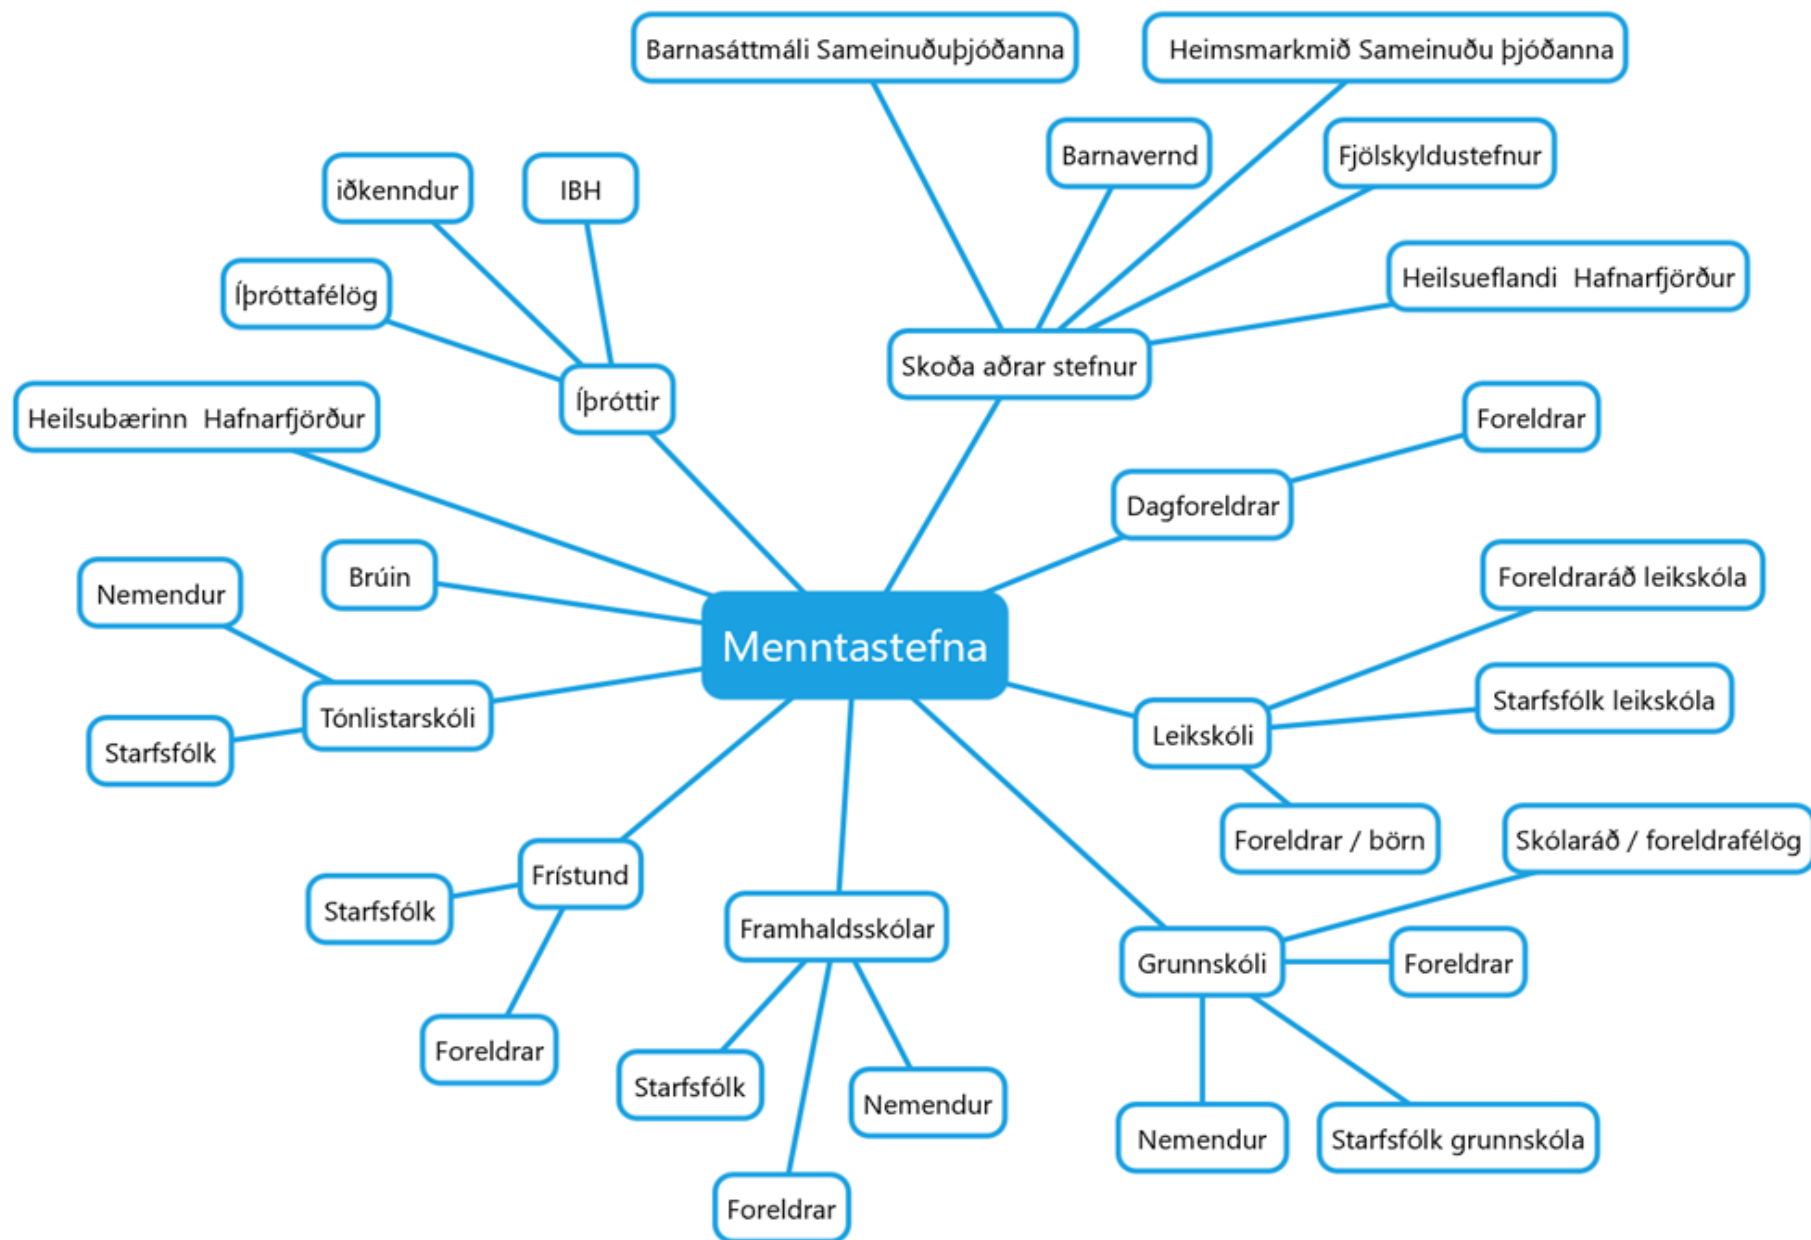 Barnasáttmáli Sameinuðuþjóðanna
Heimsmarkmið Sameinuðu þjóðanna
Barnavernd
Fjölskyldustefnur
iðkenndur
IBH
Íþróttafélög
Heilsueflandi Hafnarfjörður
Skoða aðrar stefnur
Íþróttir
Heilsubærinn Hafnarfjörður
Foreldrar
Dagforeldrar
Brúin
Nemendur
Foreldraráð leikskóla
Menntastefna
Starfsfólk leikskóla
Tónlistarskóli
Leikskóli
Starfsfólk
Foreldrar / börn
Skólaráð / foreldrafélög
Frístund
Starfsfólk
Framhaldsskólar
Grunnskóli
Foreldrar
Foreldrar
Starfsfólk
Nemendur
Nemendur
Starfsfólk grunnskóla
Foreldrar